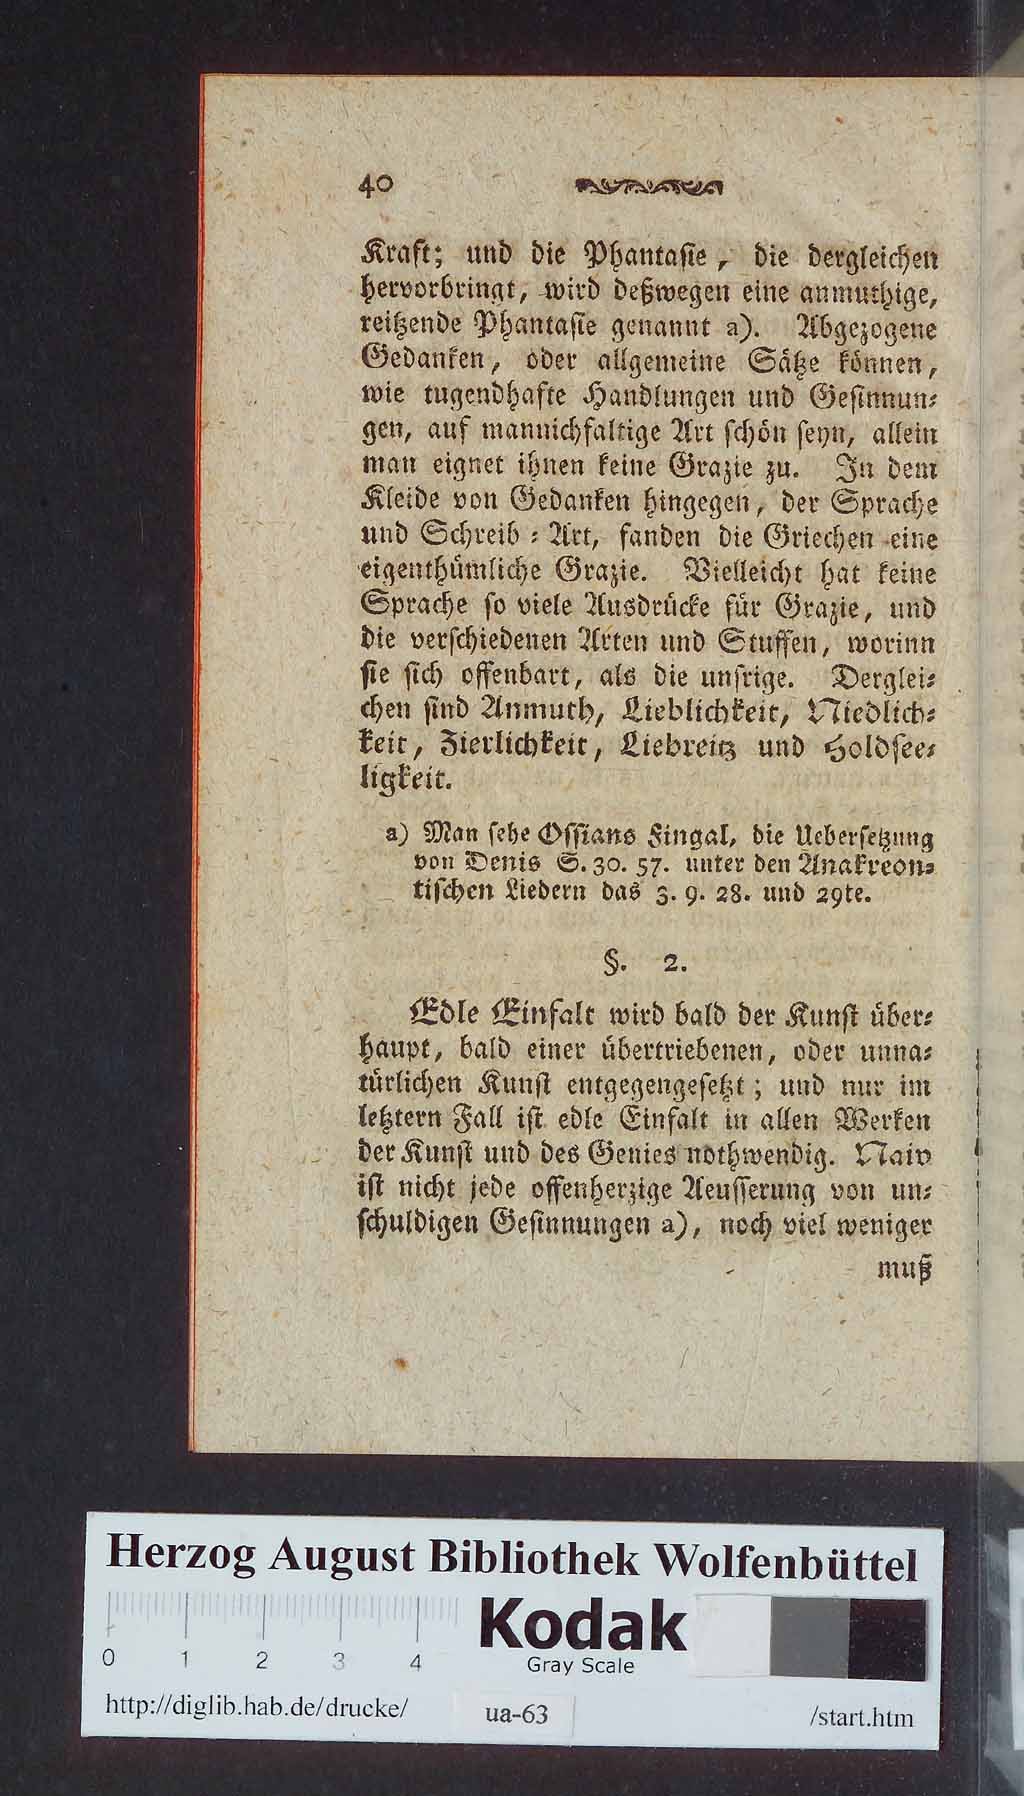 40
Kraft; und die Phantasie, die dergleichen
hervorbringt, wird deßwegen eine anmuthige,
reitzende Phantasie genannt a). Abgezogene
Gedanken, oder allgemeine Sätze können,
wie tugendhafte Handlungen und Gesinnun-
gen, auf mannichfaltige Art schön seyn, allein
man eignet ihnen keine Grazie zu. In dem
Kleide von Gedanken hingegen, der Sprache
und Schreib-Art, fanden die Griechen eine
eigenthümliche Grazie. Vielleicht hat keine
Sprache so viele Ausdrücke für Grazie, und
die verschiedenen Arten und Stuffen, worinn
sie sich offenbart, als die unsrige. Derglei-
chen sind Anmuth, Lieblichkeit, Niedlich-
keit, Zierlichkeit, Liebreitz und Holdsee-
ligkeit.
a) Man sehe Ossians Fingal, die Uebersetzung
von Denis S. 30. 57. unter den Anakreon-
tischen Liedern das 3. 9. 28. und 29te.
§. 2.
Edle Einfalt wird bald der Kunst über-
haupt, bald einer übertriebenen, oder unna-
türlichen Kunst entgegengesetzt; und nur im
letztern Fall ist edle Einfalt in allen Werken
der Kunst und des Genies nothwendig. Naiv
ist nicht jede offenherzige Aeusserung von un-
schuldigen Gesinnungen a), noch viel weniger
muß
Herzog August Bibliothek Wolfenbüttel
0 1 2 3 4
Kodak
Gray Scale
http://diglib.hab.de/drucke/ ua-63 /start.htm